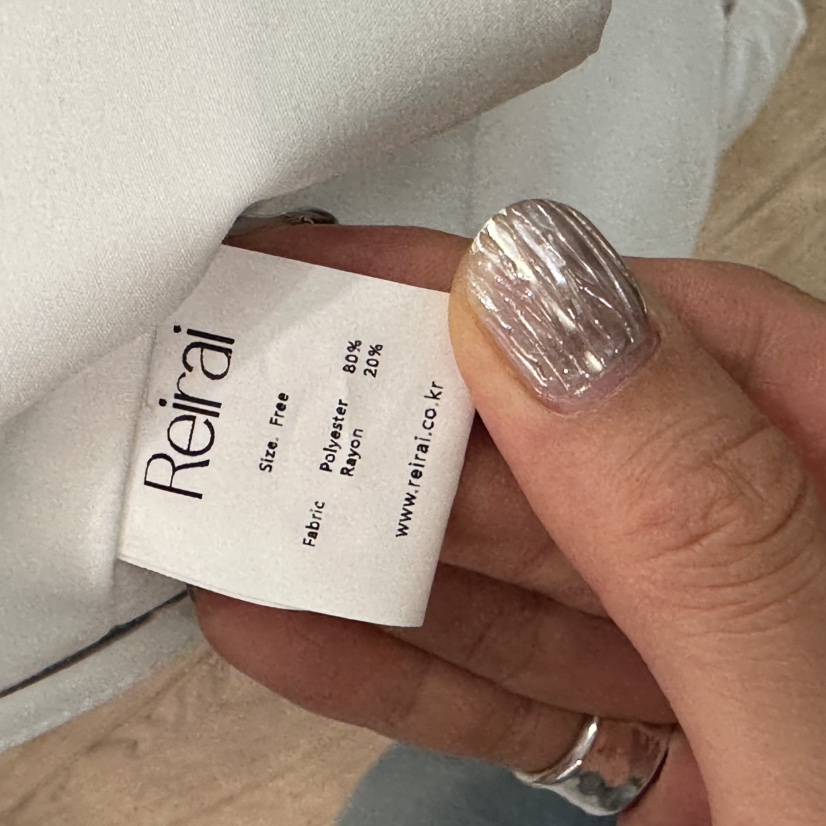 Reirai
Size. Free
Fabric Polyester 80%
Rayon 20%
www.reirai.co.kr